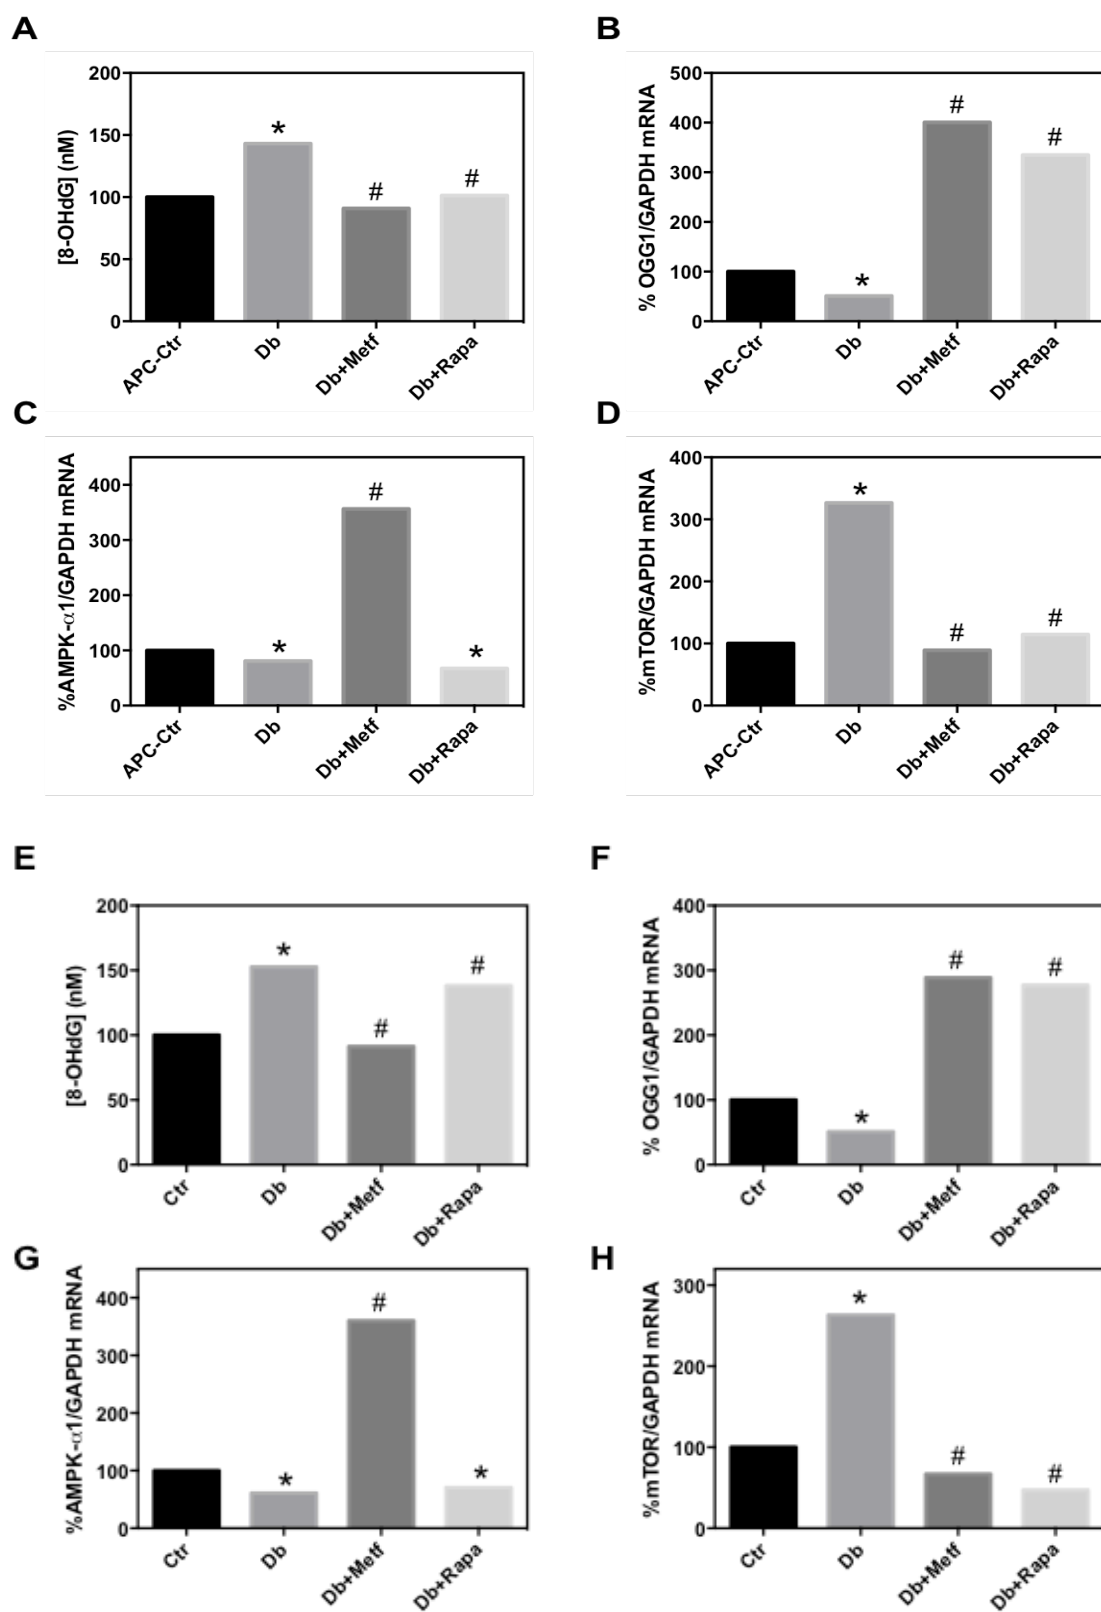 A
[8-OHdG] (nM)
200
150
100
50
0
*
#
#
APC-Ctr
Db
Db+Metf
Db+Rapa
B
% OGG1/GAPDH mRNA
500
400
300
200
100
0
*
#
#
APC-Ctr
Db
Db+Metf
Db+Rapa
C
%AMPK-α1/GAPDH mRNA
400
300
200
100
0
*
#
*
APC-Ctr
Db
Db+Metf
Db+Rapa
D
%mTOR/GAPDH mRNA
400
300
200
100
0
*
#
#
APC-Ctr
Db
Db+Metf
Db+Rapa
E
[8-OHdG] (nM)
200
150
100
50
0
*
#
#
Ctr
Db
Db+Metf
Db+Rapa
F
% OGG1/GAPDH mRNA
400
300
200
100
0
*
#
#
Ctr
Db
Db+Metf
Db+Rapa
G
%AMPK-α1/GAPDH mRNA
400
300
200
100
0
*
#
*
Ctr
Db
Db+Metf
Db+Rapa
H
%mTOR/GAPDH mRNA
300
200
100
0
*
#
#
Ctr
Db
Db+Metf
Db+Rapa